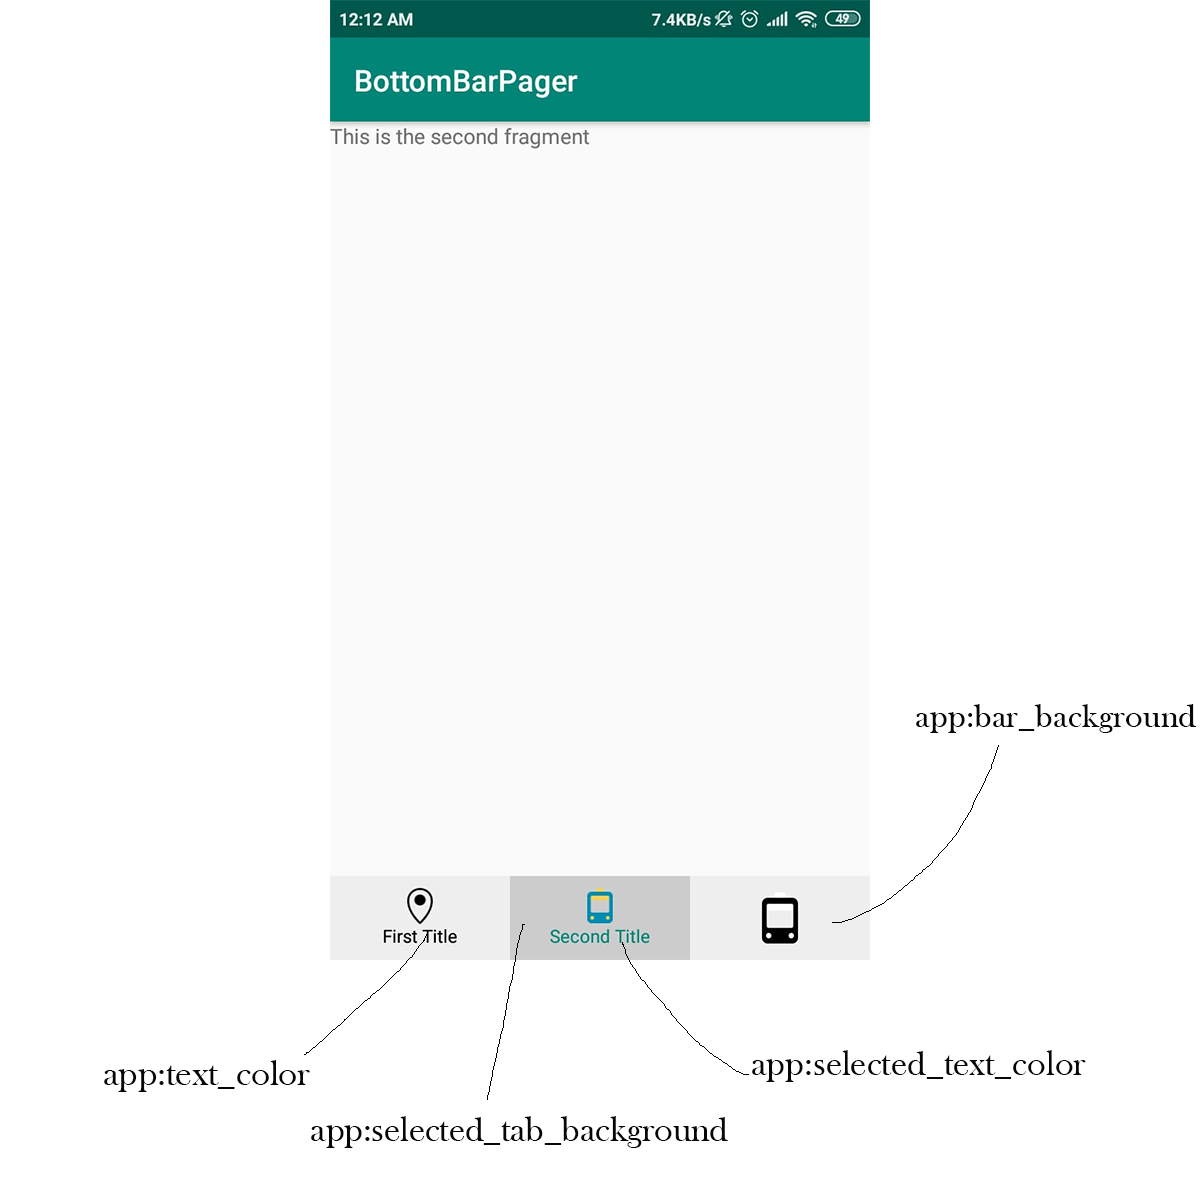 12:12 AM 7.4KB/s 49
BottomBarPager
This is the second fragment
app:bar_background
First Title Second Title
app:text_color
app:selected_text_color
app:selected_tab_background